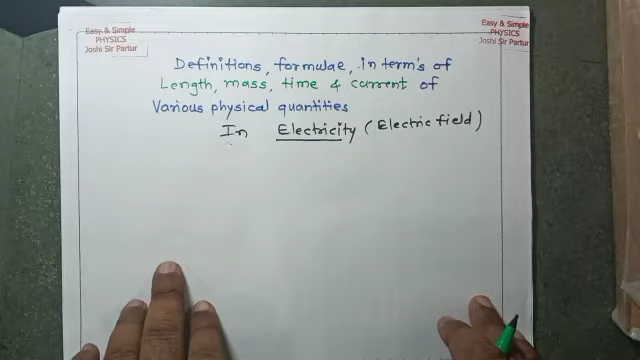 Easy & Simple
PHYSICS
Joshi Sir Partur
Easy & Simple
PHYSICS
Joshi Sir Partur
Definitions, formulae, in term's of
Length, mass, time & current of
Various physical quantities
In Electricity (Electric field)